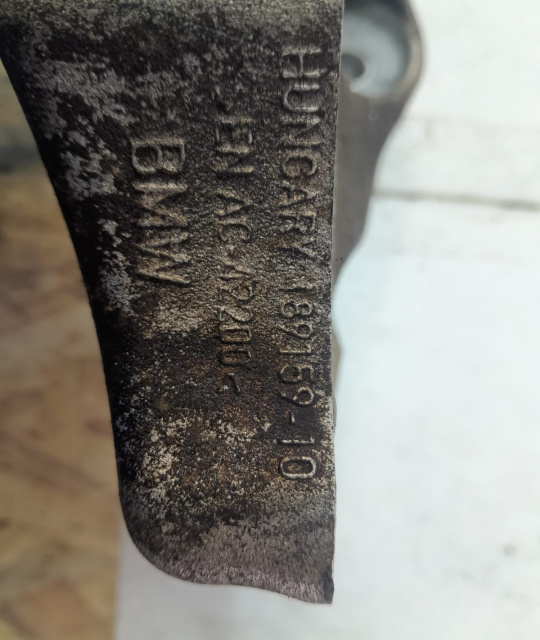 HUNGARY 189159-10
> EN AC-42200 <
BMW